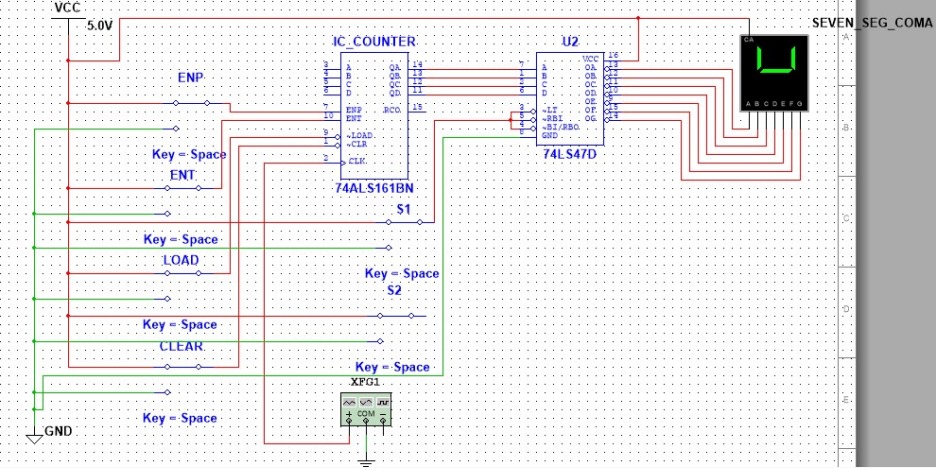 VCC
5.0V
SEVEN_SEG_COMA
IC_COUNTER
U2
CA
A
VCC 16
3 A QA 14
4 B QB 13
5 C QC 12
6 D QD 11
7 A OA 13
1 B OB 12
2 C OC 11
6 D OD 10
OE 9
OF 15
OG 14
ENP
7 ENP RCO 15
10 ENT
9 ~LOAD
1 ~CLR
2 CLK
74ALS161BN
3 ~LT
5 ~RBI
4 ~BI/RBO
GND
74LS47D
A B C D E F G
B
Key = Space
ENT
S1
C
Key = Space
LOAD
Key = Space
S2
D
Key = Space
CLEAR
Key = Space
XFG1
+ COM −
E
Key = Space
GND